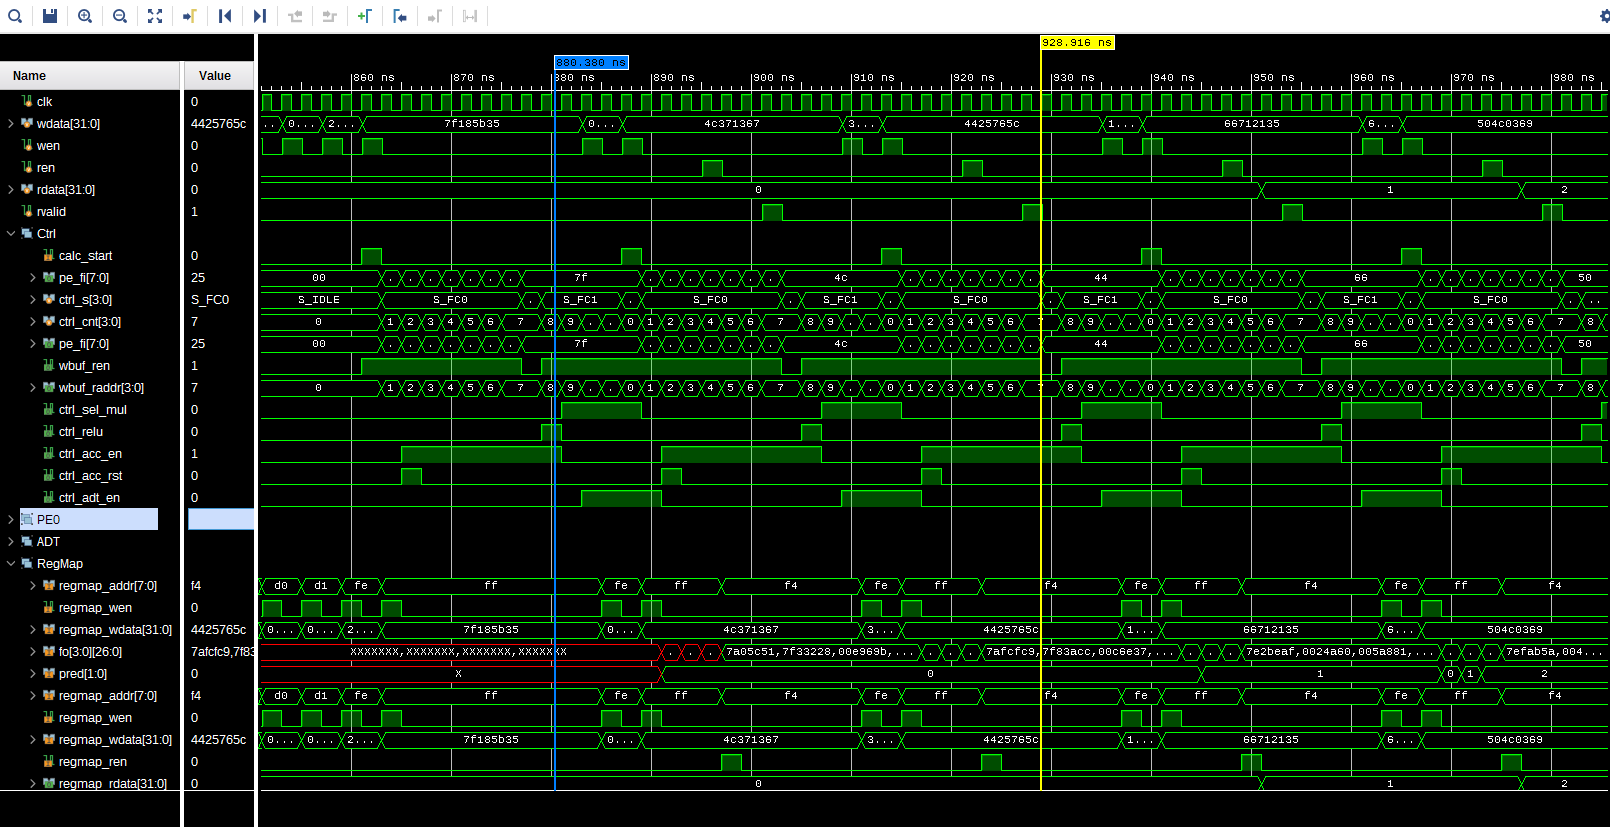 928.916 ns
880.380 ns
Name Value 860 ns 870 ns 880 ns 890 ns 900 ns 910 ns 920 ns 930 ns 940 ns 950 ns 960 ns 970 ns 980 ns
clk 0
wdata[31:0] 4425765c ... 0... 2... 7f185b35 0... 4c371367 3... 4425765c 1... 66712135 6... 504c0369
wen 0
ren 0
rdata[31:0] 0 0 1 2
rvalid 1
Ctrl
calc_start 0
pe_fi[7:0] 25 00 . . . . . . . 7f . . . . . . . 4c . . . . . . . 44 . . . . . . . 66 . . . . . . . 50
ctrl_s[3:0] S_FC0 S_IDLE S_FC0 . S_FC1 . S_FC0 . S_FC1 . S_FC0 . S_FC1 . S_FC0 . S_FC1 . S_FC0 . ...
ctrl_cnt[3:0] 7 0 1 2 3 4 5 6 7 8 9 . . 0 1 2 3 4 5 6 7 8 9 . . 0 1 2 3 4 5 6 7 8 9 . . 0 1 2 3 4 5 6 7 8 9 . . 0 1 2 3 4 5 6 7 8
pe_fi[7:0] 25 00 . . . . . . . 7f . . . . . . . 4c . . . . . . . 44 . . . . . . . 66 . . . . . . . 50
wbuf_ren 1
wbuf_raddr[3:0] 7 0 1 2 3 4 5 6 7 8 9 . . 0 1 2 3 4 5 6 7 8 9 . . 0 1 2 3 4 5 6 7 8 9 . . 0 1 2 3 4 5 6 7 8 9 . . 0 1 2 3 4 5 6 7 8
ctrl_sel_mul 0
ctrl_relu 0
ctrl_acc_en 1
ctrl_acc_rst 0
ctrl_adt_en 0
PE0
ADT
RegMap
regmap_addr[7:0] f4 d0 d1 fe ff fe ff f4 fe ff f4 fe ff f4 fe ff f4
regmap_wen 0
regmap_wdata[31:0] 4425765c 0... 0... 2... 7f185b35 0... 4c371367 3... 4425765c 1... 66712135 6... 504c0369
fo[3:0][26:0] 7afcfc9,7f83 XXXXXXX,XXXXXXX,XXXXXXX,XXXXXXX . . . 7a05c51,7f33228,00e969b,... . . . 7afcfc9,7f83acc,00c6e37,... . . . 7e2beaf,0024a60,005a881,... . . . 7efab5a,004...
pred[1:0] 0 X 0 1 0 1 2
regmap_addr[7:0] f4 d0 d1 fe ff fe ff f4 fe ff f4 fe ff f4 fe ff f4
regmap_wen 0
regmap_wdata[31:0] 4425765c 0... 0... 2... 7f185b35 0... 4c371367 3... 4425765c 1... 66712135 6... 504c0369
regmap_ren 0
regmap_rdata[31:0] 0 0 1 2